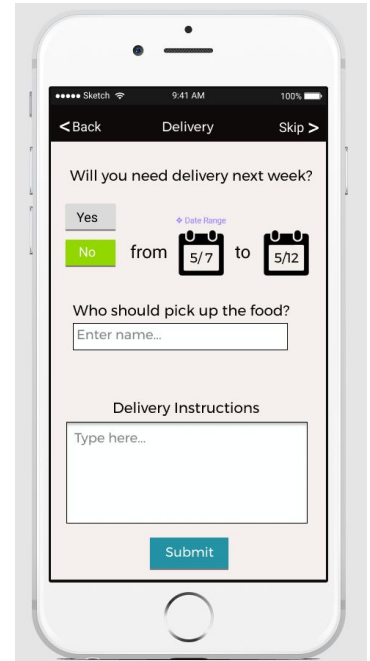 Sketch 9:41 AM 100%
< Back Delivery Skip >
Will you need delivery next week?
Yes
❖ Date Range
No from 5/7 to 5/12
Who should pick up the food?
Enter name...
Delivery Instructions
Type here...
Submit